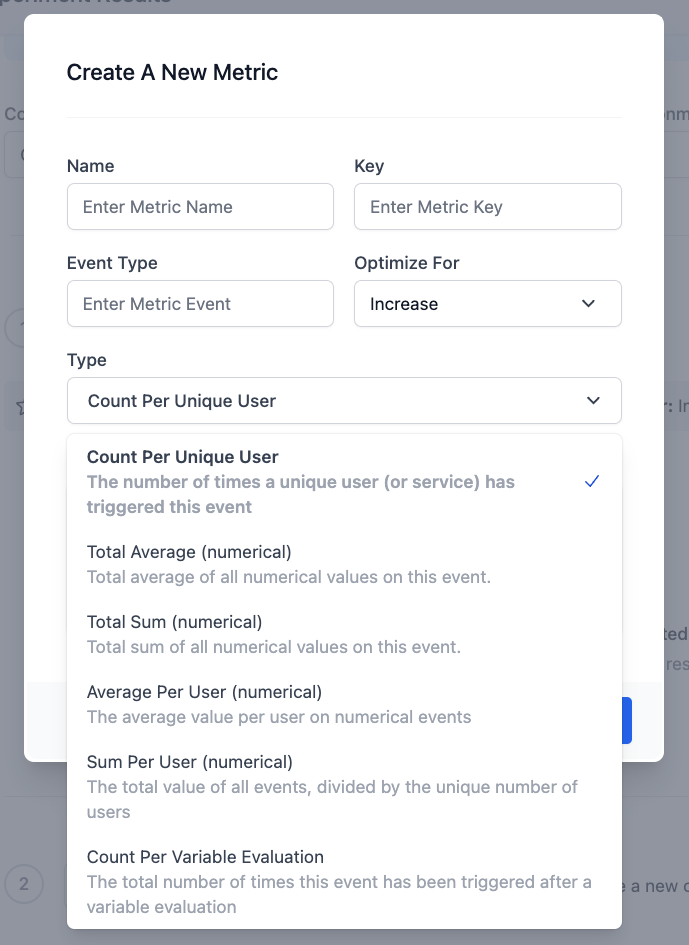 Experiment Results
Create A New Metric
Name
Key
Enter Metric Name
Enter Metric Key
Event Type
Optimize For
Enter Metric Event
Increase
Type
Count Per Unique User
Count Per Unique User
The number of times a unique user (or service) has
triggered this event
Total Average (numerical)
Total average of all numerical values on this event.
Total Sum (numerical)
Total sum of all numerical values on this event.
Average Per User (numerical)
The average value per user on numerical events
Sum Per User (numerical)
The total value of all events, divided by the unique number of
users
Count Per Variable Evaluation
The total number of times this event has been triggered after a
variable evaluation
2
a new